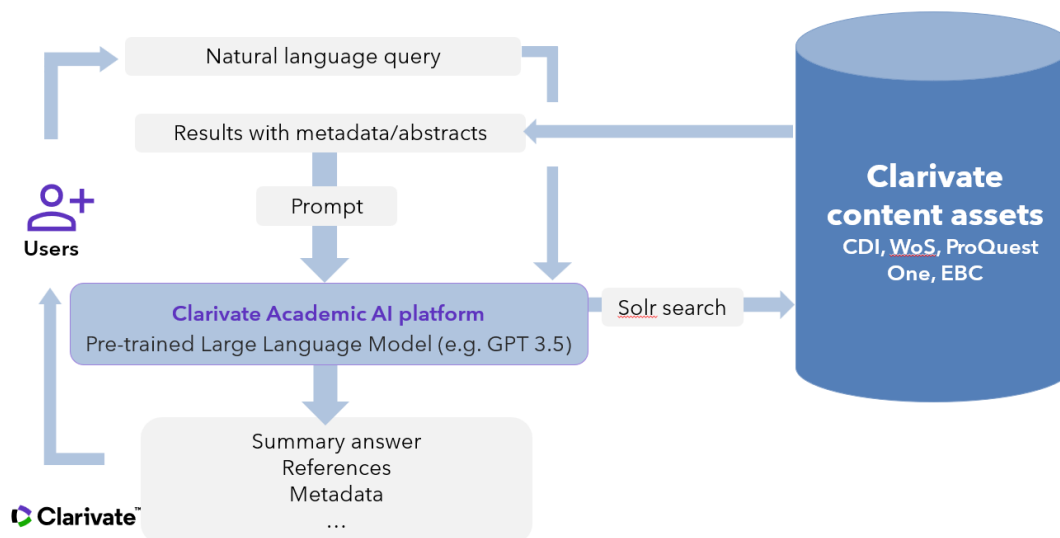 Natural language query
Results with metadata/abstracts
Prompt
Users
Clarivate
content assets
CDI, WoS, ProQuest
One, EBC
Clarivate Academic AI platform
Pre-trained Large Language Model (e.g. GPT 3.5)
Solr search
Summary answer
References
Metadata
...
Clarivate™